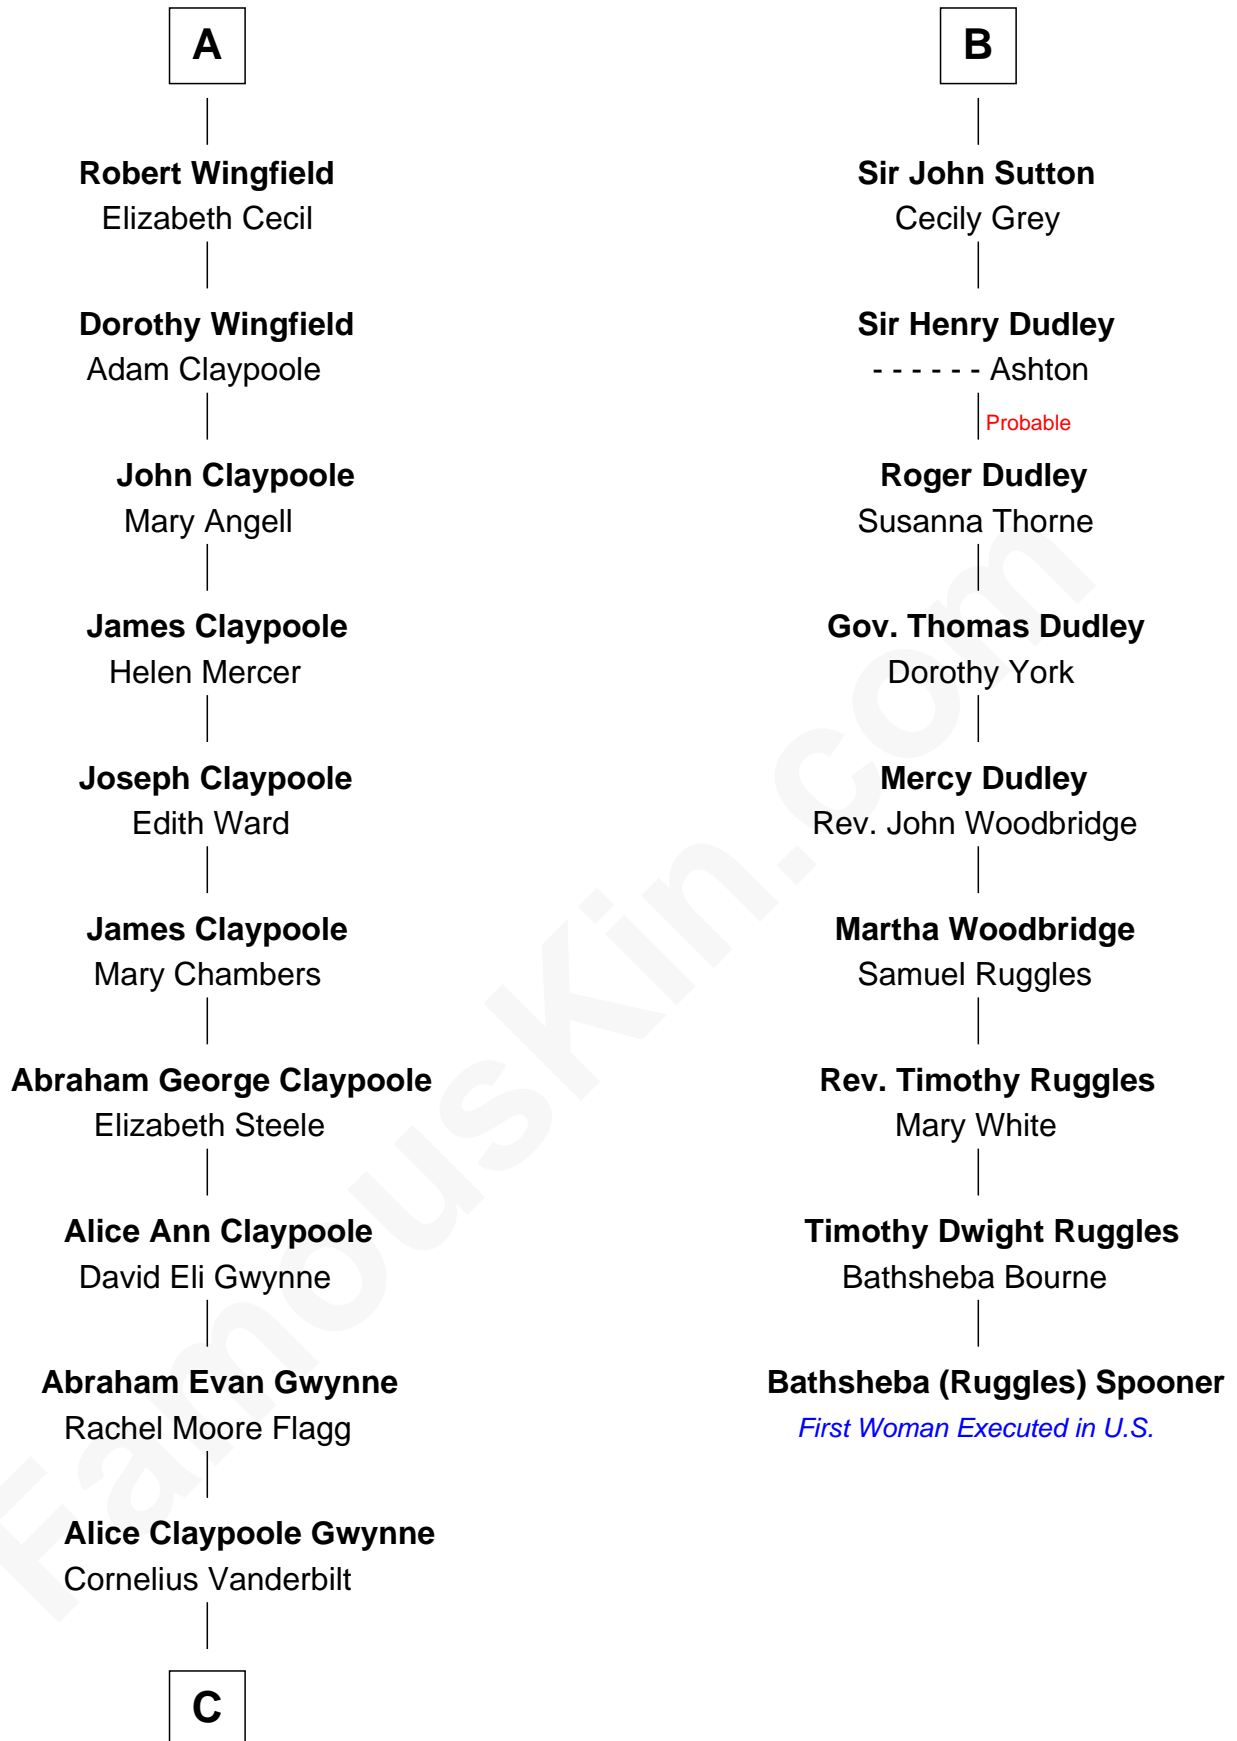 A
Robert Wingfield
Elizabeth Cecil
Dorothy Wingfield
Adam Claypoole
John Claypoole
Mary Angell
James Claypoole
Helen Mercer
Joseph Claypoole
Edith Ward
James Claypoole
Mary Chambers
Abraham George Claypoole
Elizabeth Steele
Alice Ann Claypoole
David Eli Gwynne
Abraham Evan Gwynne
Rachel Moore Flagg
Alice Claypoole Gwynne
Cornelius Vanderbilt
C
B
Sir John Sutton
Cecily Grey
Sir Henry Dudley
- - - - - - Ashton
Probable
Roger Dudley
Susanna Thorne
Gov. Thomas Dudley
Dorothy York
Mercy Dudley
Rev. John Woodbridge
Martha Woodbridge
Samuel Ruggles
Rev. Timothy Ruggles
Mary White
Timothy Dwight Ruggles
Bathsheba Bourne
Bathsheba (Ruggles) Spooner
First Woman Executed in U.S.
FamousKin.com